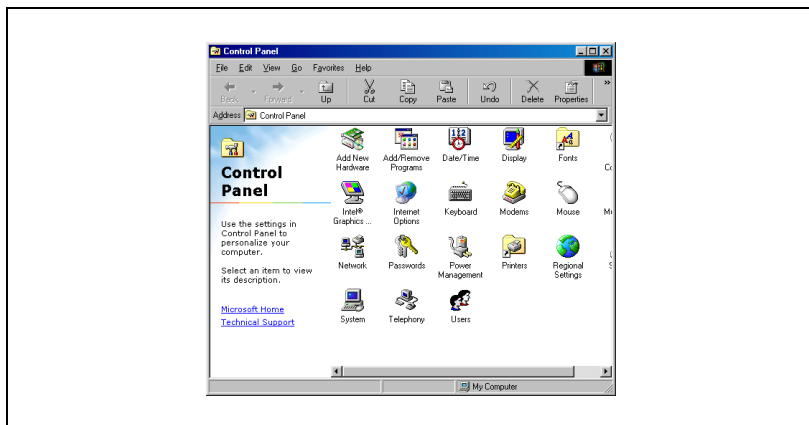 Control Panel
File Edit View Go Favorites Help
Back Forward Up Cut Copy Paste Undo Delete Properties »
Address Control Panel
Control
Panel
Use the settings in
Control Panel to
personalize your
computer.
Select an item to view
its description.
Microsoft Home
Technical Support
Add New
Hardware
Add/Remove
Programs
Date/Time
Display
Fonts
Intel®
Graphics ...
Internet
Options
Keyboard
Modems
Mouse
Network
Passwords
Power
Management
Printers
Regional
Settings
System
Telephony
Users
My Computer